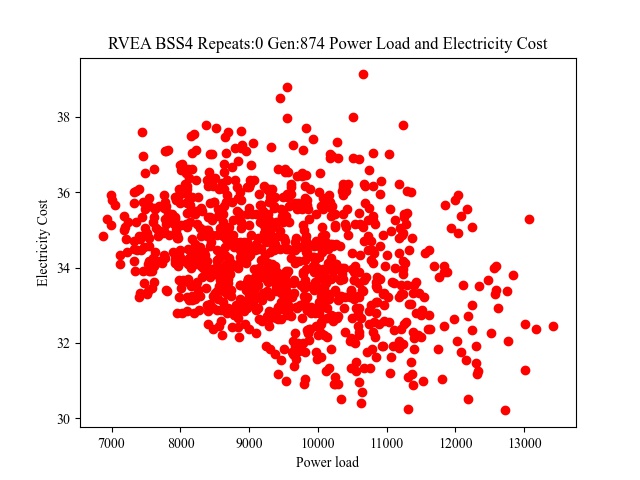 RVEA BSS4 Repeats:0 Gen:874 Power Load and Electricity Cost
38
36
34
32
30
Electricity Cost
7000 8000 9000 10000 11000 12000 13000
Power load